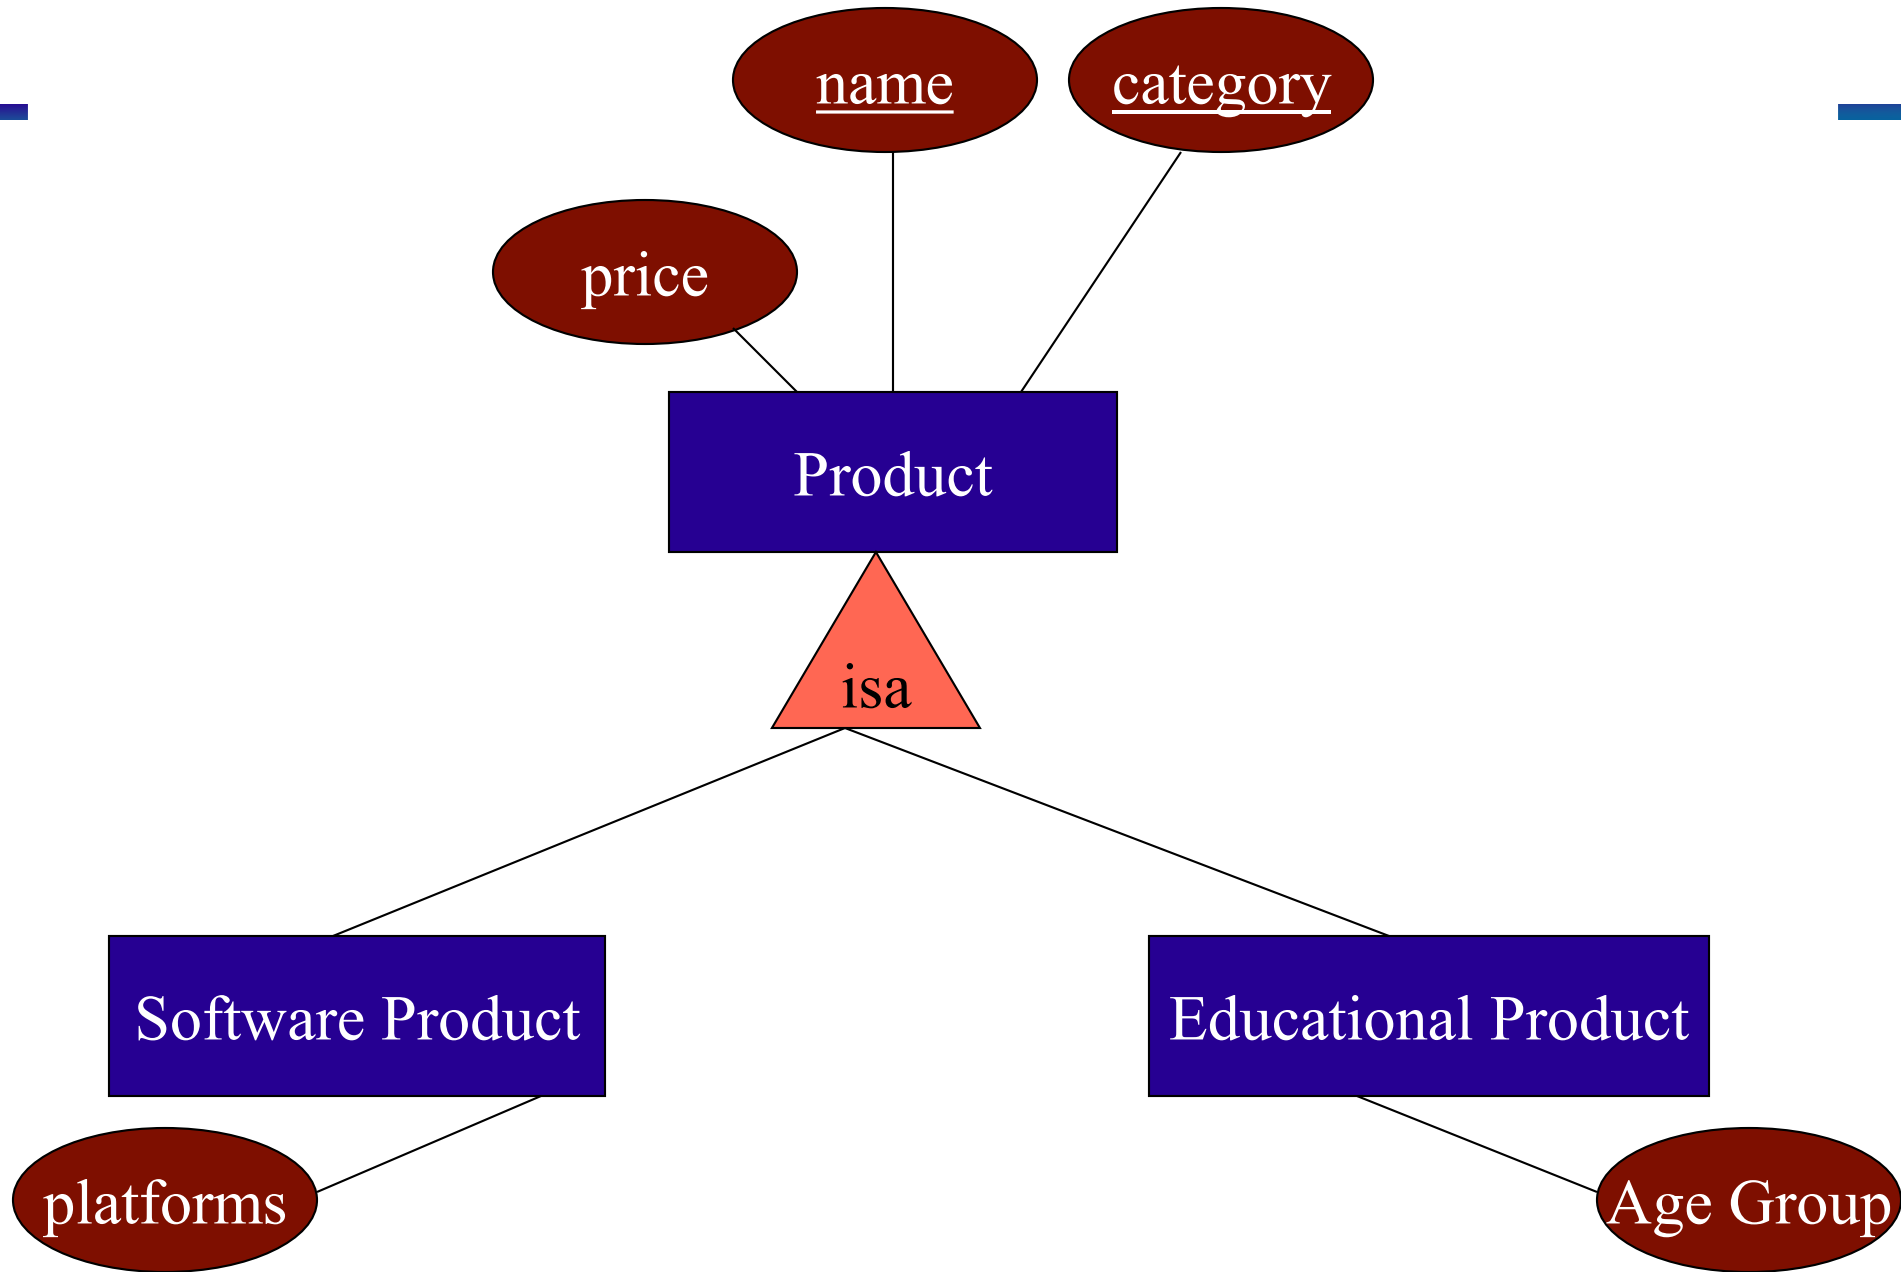 name
category
price
Product
isa
Software Product
Educational Product
platforms
Age Group